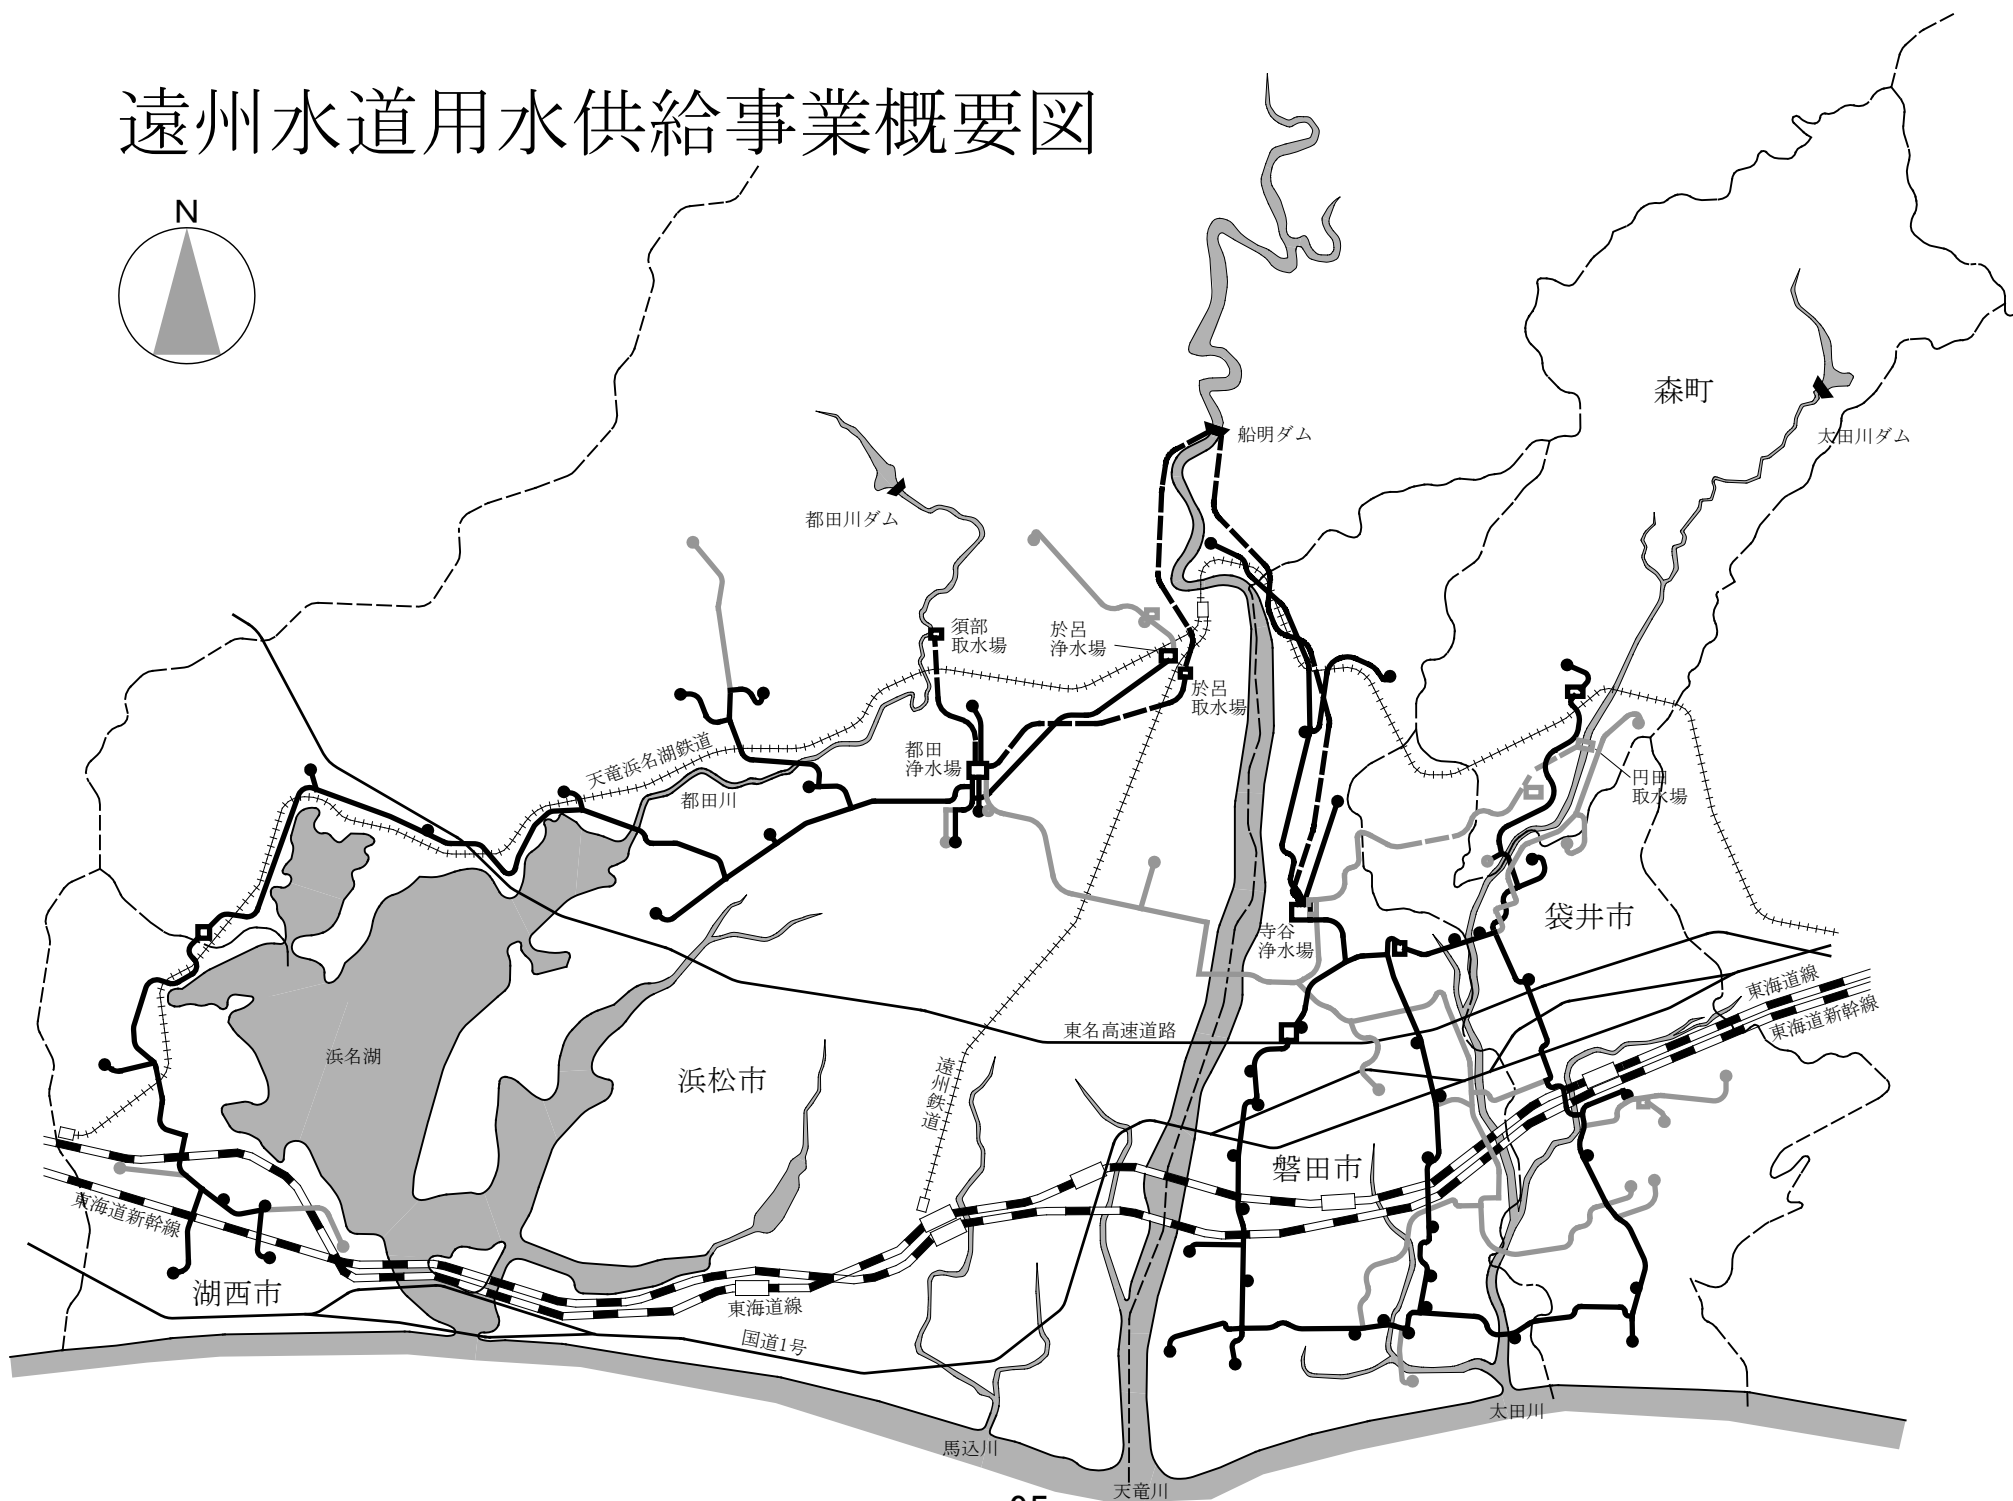 遠州水道用水供給事業概要図
N
森町
船明ダム
太田川ダム
都田川ダム
須部
取水場
於呂
浄水場
於呂
取水場
天竜浜名湖鉄道
都田
浄水場
都田川
円田
取水場
袋井市
寺谷
浄水場
東海道線
東海道新幹線
東名高速道路
浜名湖
浜松市
遠州鉄道
磐田市
東海道新幹線
湖西市
東海道線
国道1号
太田川
馬込川
天竜川